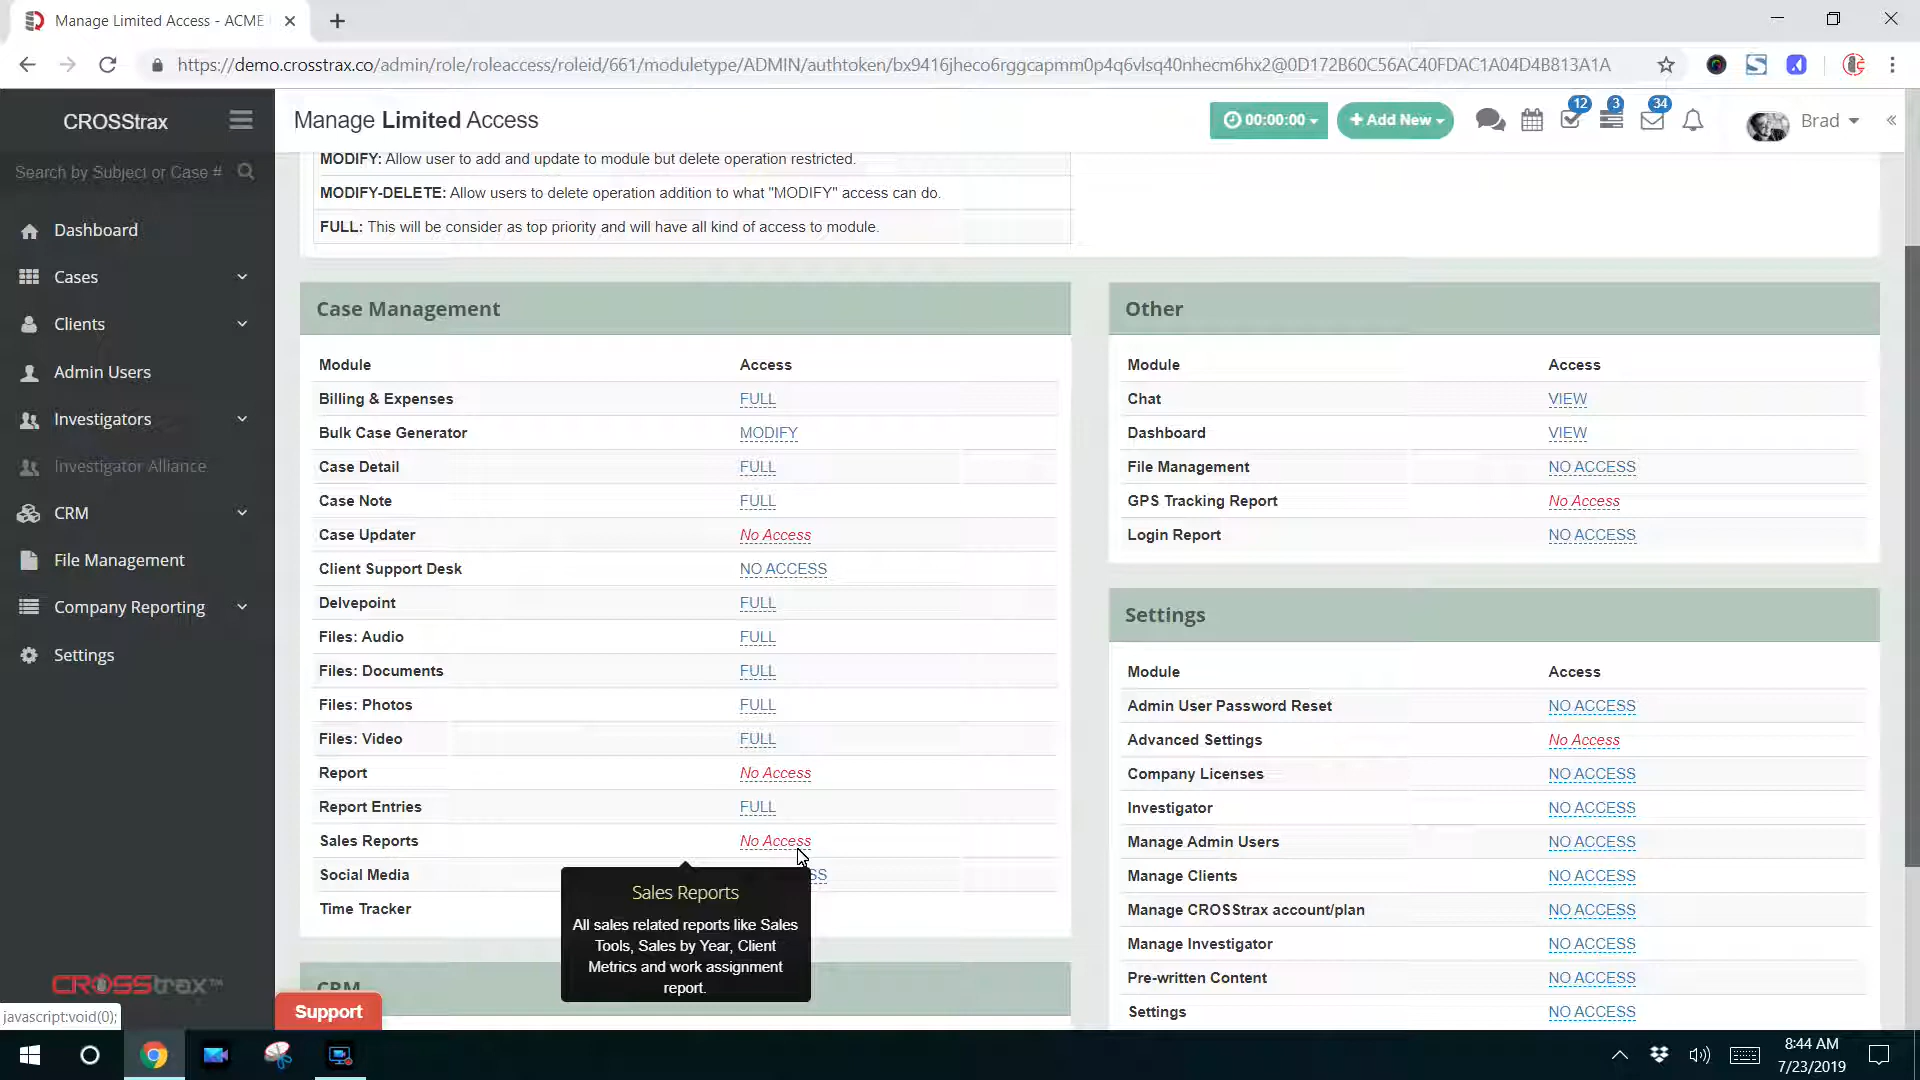 Manage Limited Access - ACME
https://demo.crosstrax.co/admin/role/roleaccess/roleid/661/moduletype/ADMIN/authtoken/bx9416jheco6rggcapmm0p4q6vlsq40nhecm6hx2@0D172B60C56AC40FDAC1A04D4B813A1A
CROSStrax
Search by Subject or Case #
Dashboard
Cases
Clients
Admin Users
Investigators
Investigator Alliance
CRM
File Management
Company Reporting
Settings
CROSStrax™
javascript:void(0);
Support
Manage Limited Access
00:00:00
+ Add New
12
3
34
Brad
MODIFY: Allow user to add and update to module but delete operation restricted.
MODIFY-DELETE: Allow users to delete operation addition to what "MODIFY" access can do.
FULL: This will be consider as top priority and will have all kind of access to module.
Case Management
Module Access
Billing & Expenses FULL
Bulk Case Generator MODIFY
Case Detail FULL
Case Note FULL
Case Updater No Access
Client Support Desk NO ACCESS
Delvepoint FULL
Files: Audio FULL
Files: Documents FULL
Files: Photos FULL
Files: Video FULL
Report No Access
Report Entries FULL
Sales Reports No Access
Social Media SS
Time Tracker
Sales Reports
All sales related reports like Sales
Tools, Sales by Year, Client
Metrics and work assignment
report.
CRM
Other
Module Access
Chat VIEW
Dashboard VIEW
File Management NO ACCESS
GPS Tracking Report No Access
Login Report NO ACCESS
Settings
Module Access
Admin User Password Reset NO ACCESS
Advanced Settings No Access
Company Licenses NO ACCESS
Investigator NO ACCESS
Manage Admin Users NO ACCESS
Manage Clients NO ACCESS
Manage CROSStrax account/plan NO ACCESS
Manage Investigator NO ACCESS
Pre-written Content NO ACCESS
Settings NO ACCESS
8:44 AM
7/23/2019